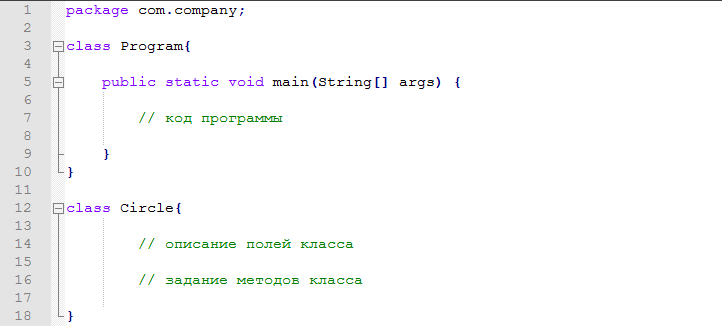 1 package com.company;
2
3 class Program{
4
5 public static void main(String[] args) {
6
7 // код программы
8
9 }
10 }
11
12 class Circle{
13
14 // описание полей класса
15
16 // задание методов класса
17
18 }